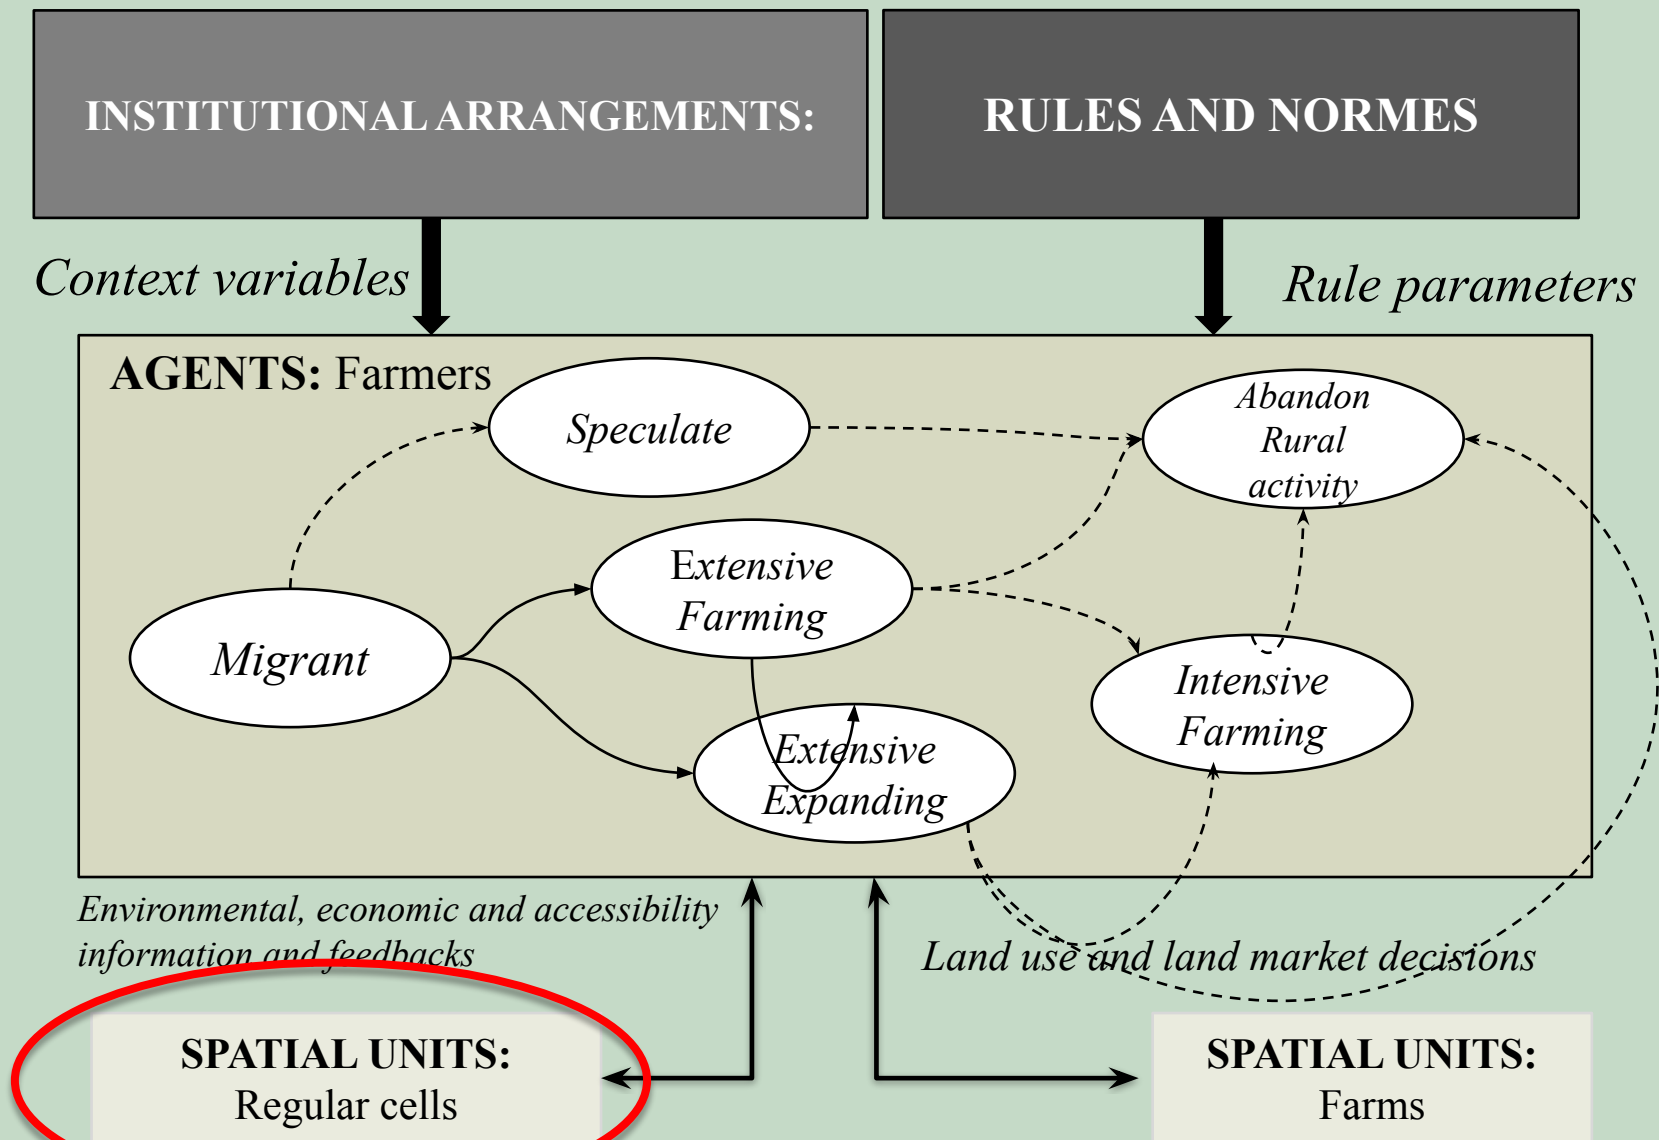 INSTITUTIONAL ARRANGEMENTS:
RULES AND NORMES
Context variables
Rule parameters
AGENTS: Farmers
Speculate
Abandon
Rural
activity
Extensive
Farming
Migrant
Intensive
Farming
Extensive
Expanding
Environmental, economic and accessibility
information and feedbacks
Land use and land market decisions
SPATIAL UNITS:
Regular cells
SPATIAL UNITS:
Farms